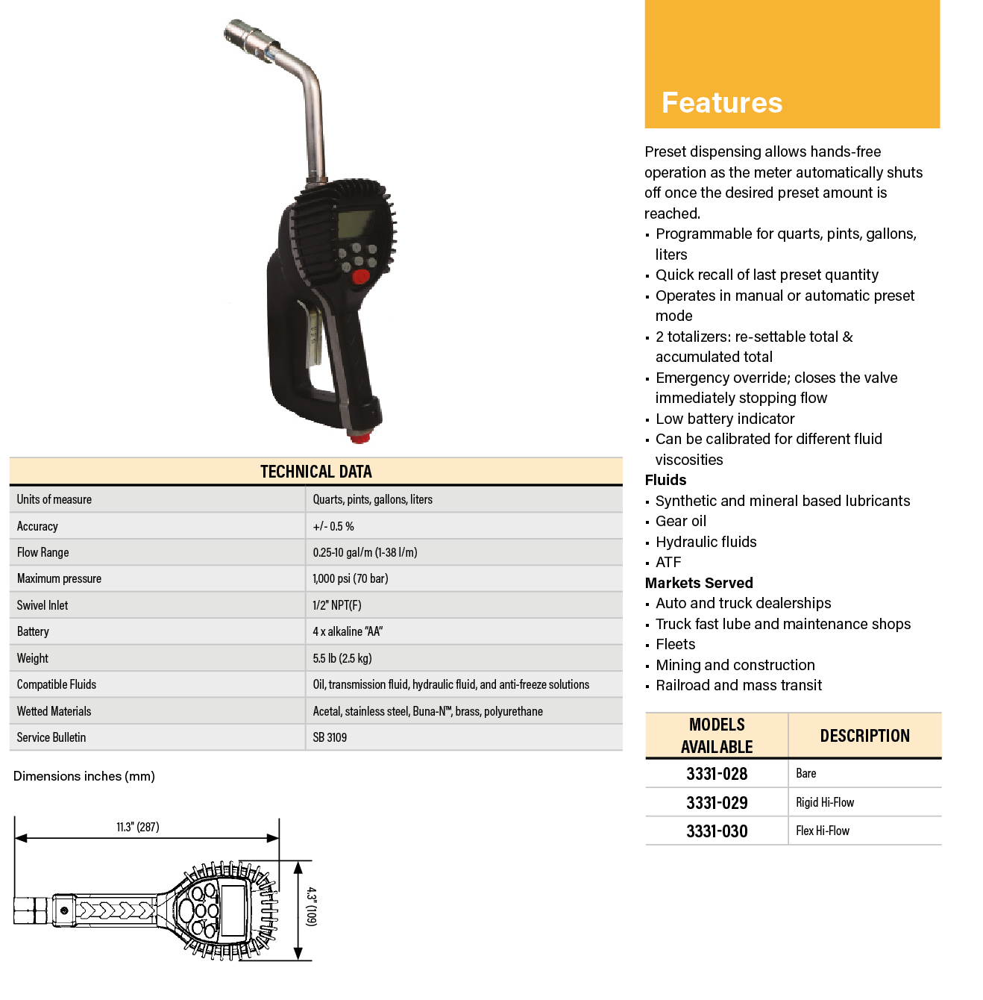 Features
Preset dispensing allows hands-free
operation as the meter automatically shuts
off once the desired preset amount is
reached.
▪ Programmable for quarts, pints, gallons,
liters
▪ Quick recall of last preset quantity
▪ Operates in manual or automatic preset
mode
▪ 2 totalizers: re-settable total &
accumulated total
▪ Emergency override; closes the valve
immediately stopping flow
▪ Low battery indicator
▪ Can be calibrated for different fluid
viscosities
Fluids
▪ Synthetic and mineral based lubricants
▪ Gear oil
▪ Hydraulic fluids
▪ ATF
Markets Served
▪ Auto and truck dealerships
▪ Truck fast lube and maintenance shops
▪ Fleets
▪ Mining and construction
▪ Railroad and mass transit
TECHNICAL DATA
Units of measure Quarts, pints, gallons, liters
Accuracy +/- 0.5 %
Flow Range 0.25-10 gal/m (1-38 l/m)
Maximum pressure 1,000 psi (70 bar)
Swivel Inlet 1/2" NPT(F)
Battery 4 x alkaline “AA”
Weight 5.5 lb (2.5 kg)
Compatible Fluids Oil, transmission fluid, hydraulic fluid, and anti-freeze solutions
Wetted Materials Acetal, stainless steel, Buna-N™, brass, polyurethane
Service Bulletin SB 3109
MODELS
AVAILABLE
DESCRIPTION
3331-028 Bare
3331-029 Rigid Hi-Flow
3331-030 Flex Hi-Flow
Dimensions inches (mm)
11.3" (287)
4.3" (109)